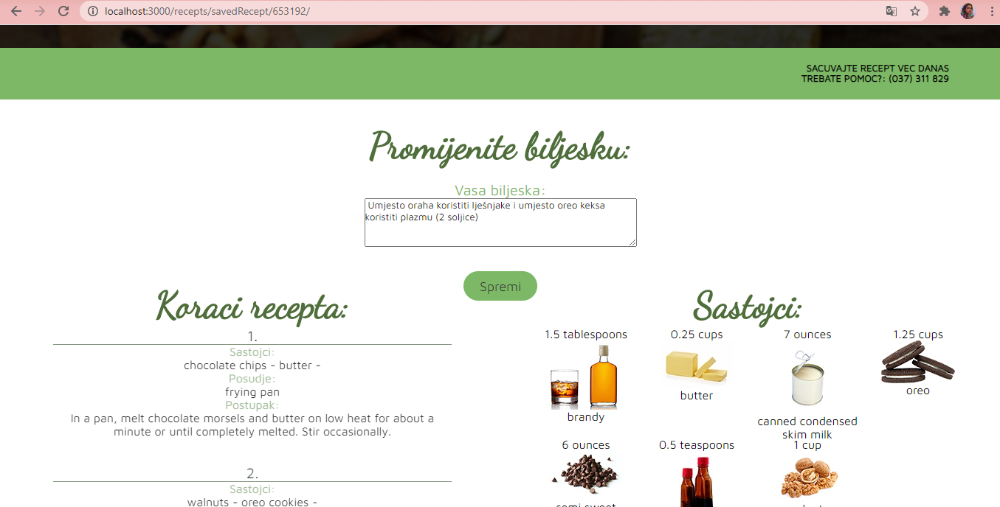 localhost:3000/recepts/savedRecept/653192/
SACUVAJTE RECEPT VEC DANAS
TREBATE POMOC?: (037) 311 829
Promijenite biljesku:
Vasa biljeska:
Umjesto oraha koristiti lješnjake i umjesto oreo keksa
koristiti plazmu (2 soljice)
Spremi
Koraci recepta:
1.
Sastojci:
chocolate chips - butter -
Posudje:
frying pan
Postupak:
In a pan, melt chocolate morsels and butter on low heat for about a
minute or until completely melted. Stir occasionally.
2.
Sastojci:
walnuts - oreo cookies -
Sastojci:
1.5 tablespoons
brandy
0.25 cups
butter
7 ounces
canned condensed
skim milk
1.25 cups
oreo
6 ounces
semi sweet
0.5 teaspoons
1 cup